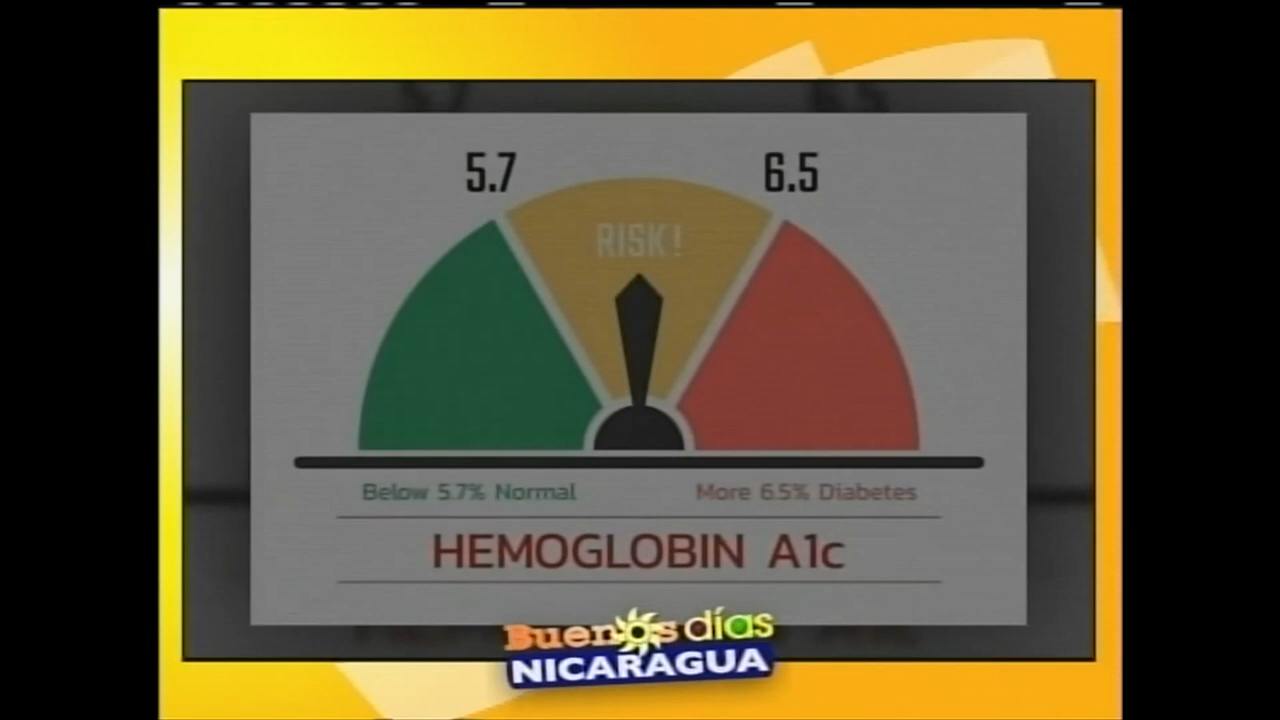 5.7 6.5
RISK!
Below 5.7% Normal More 6.5% Diabetes
HEMOGLOBIN A1c
Buenos días
NICARAGUA